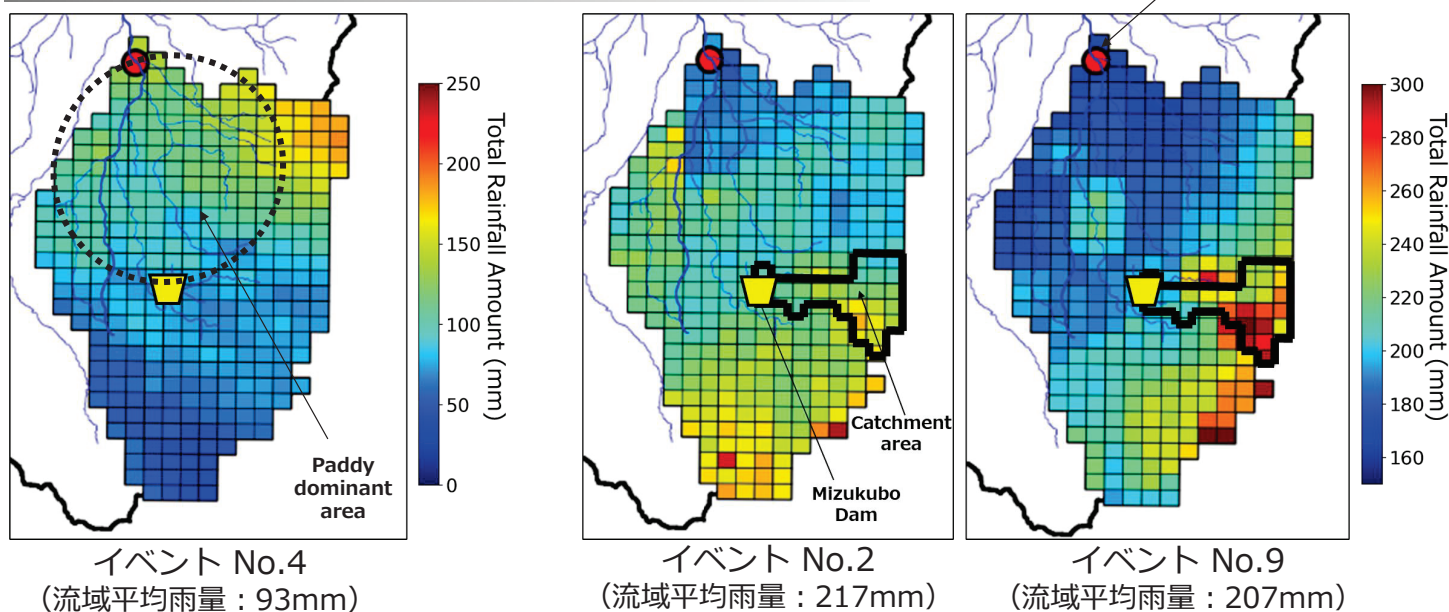 250
200
150
100
50
0
Total Rainfall Amount (mm)
Paddy
dominant
area
イベント No.4
（流域平均雨量：93mm）
Catchment
area
Mizukubo
Dam
イベント No.2
（流域平均雨量：217mm）
300
280
260
240
220
200
180
160
Total Rainfall Amount (mm)
イベント No.9
（流域平均雨量：207mm）